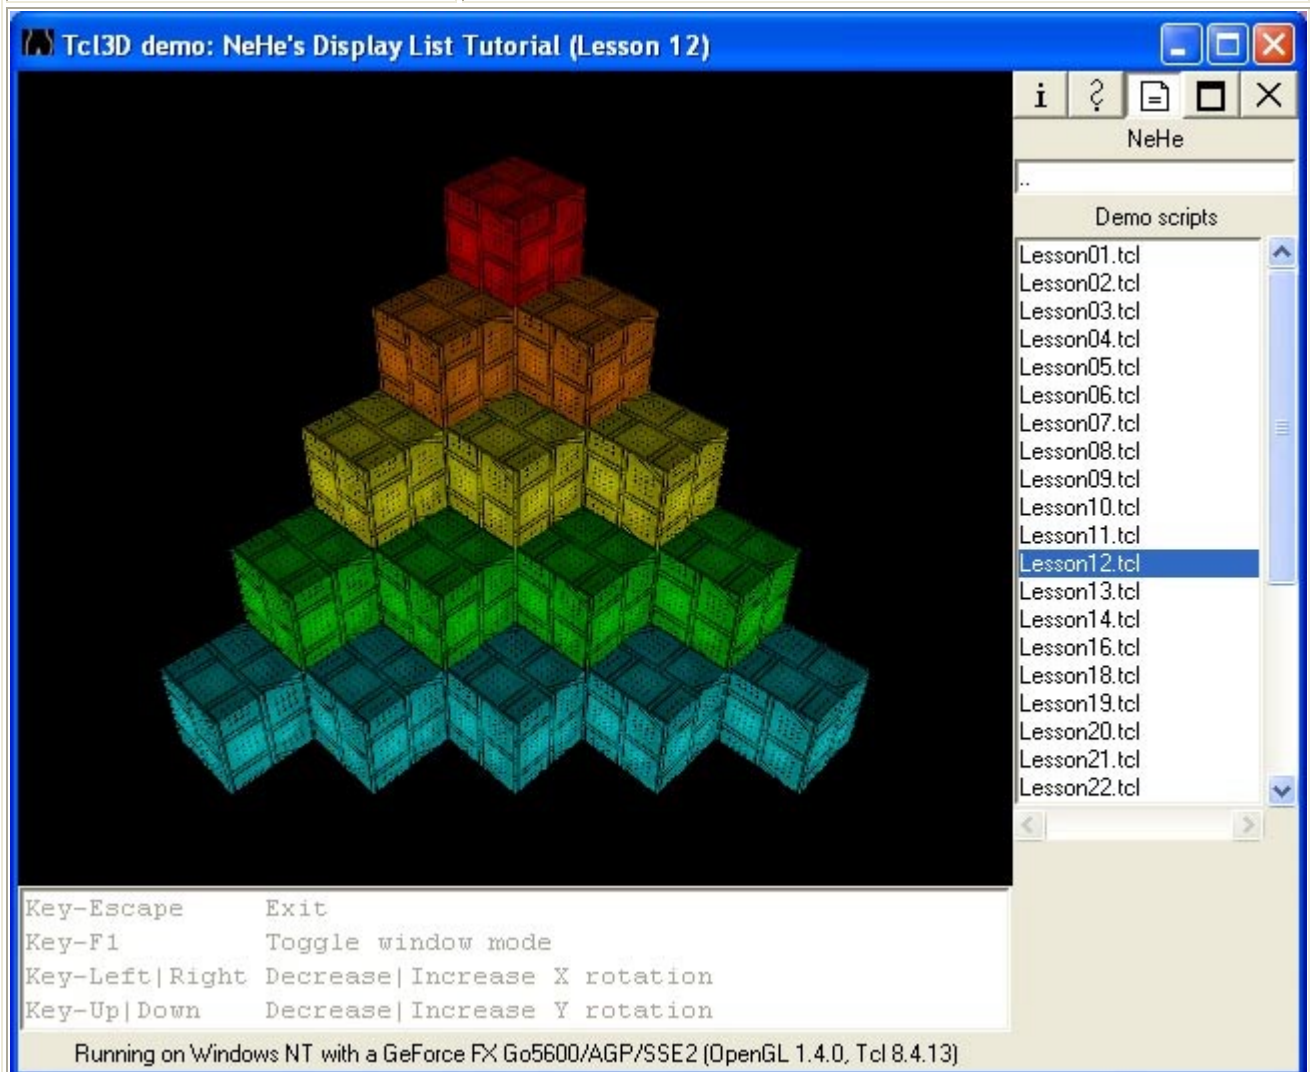 Tcl3D demo: NeHe's Display List Tutorial (Lesson 12)
i ?
NeHe
..
Demo scripts
Lesson01.tcl
Lesson02.tcl
Lesson03.tcl
Lesson04.tcl
Lesson05.tcl
Lesson06.tcl
Lesson07.tcl
Lesson08.tcl
Lesson09.tcl
Lesson10.tcl
Lesson11.tcl
Lesson12.tcl
Lesson13.tcl
Lesson14.tcl
Lesson16.tcl
Lesson18.tcl
Lesson19.tcl
Lesson20.tcl
Lesson21.tcl
Lesson22.tcl
Key-Escape Exit
Key-F1 Toggle window mode
Key-Left|Right Decrease|Increase X rotation
Key-Up|Down Decrease|Increase Y rotation
Running on Windows NT with a GeForce FX Go5600/AGP/SSE2 (OpenGL 1.4.0, Tcl 8.4.13)